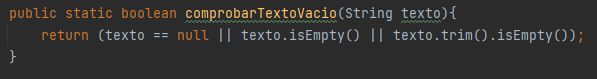 public static boolean comprobarTextoVacio(String texto){
    return (texto == null || texto.isEmpty() || texto.trim().isEmpty());
}